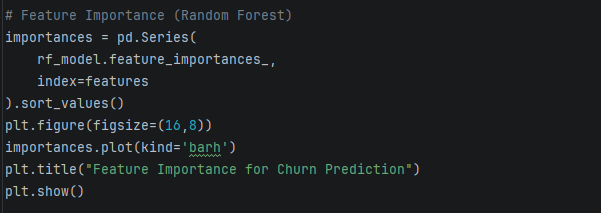 # Feature Importance (Random Forest)
importances = pd.Series(
    rf_model.feature_importances_,
    index=features
).sort_values()
plt.figure(figsize=(16,8))
importances.plot(kind='barh')
plt.title("Feature Importance for Churn Prediction")
plt.show()